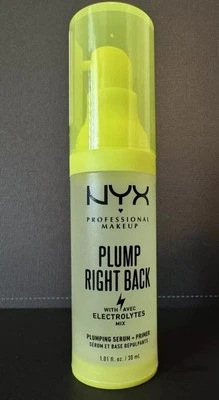 NYX
PROFESSIONAL
MAKEUP
PLUMP
RIGHT BACK
WITH AVEC
ELECTROLYTES
MIX
PLUMPING SERUM + PRIMER
SÉRUM ET BASE REPULPANTS
1.01 fl. oz / 30 mL